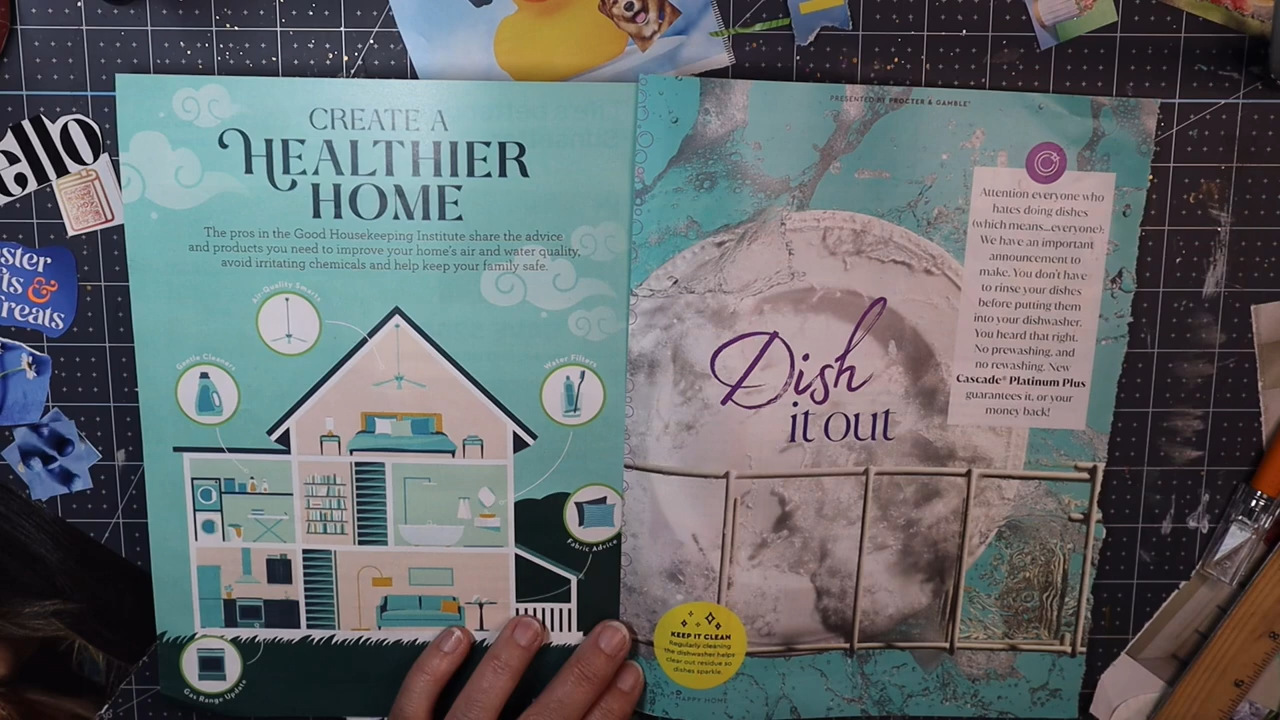 CREATE A
HEALTHIER
HOME
The pros in the Good Housekeeping Institute share the advice
and products you need to improve your home's air and water quality,
avoid irritating chemicals and help keep your family safe.
Air-Quality Smarts
Gentle Cleaners
Water Filters
Fabric Advice
Gas Range Update
PRESENTED BY PROCTER & GAMBLE®
Attention everyone who
hates doing dishes
(which means...everyone):
We have an important
announcement to
make. You don't have
to rinse your dishes
before putting them
into your dishwasher.
You heard that right.
No prewashing, and
no rewashing. New
Cascade® Platinum Plus
guarantees it, or your
money back!
Dish
it out
KEEP IT CLEAN
Regularly cleaning
the dishwasher helps
clear out residue so
dishes sparkle.
HAPPY HOME
ello
ster
fts &
reats